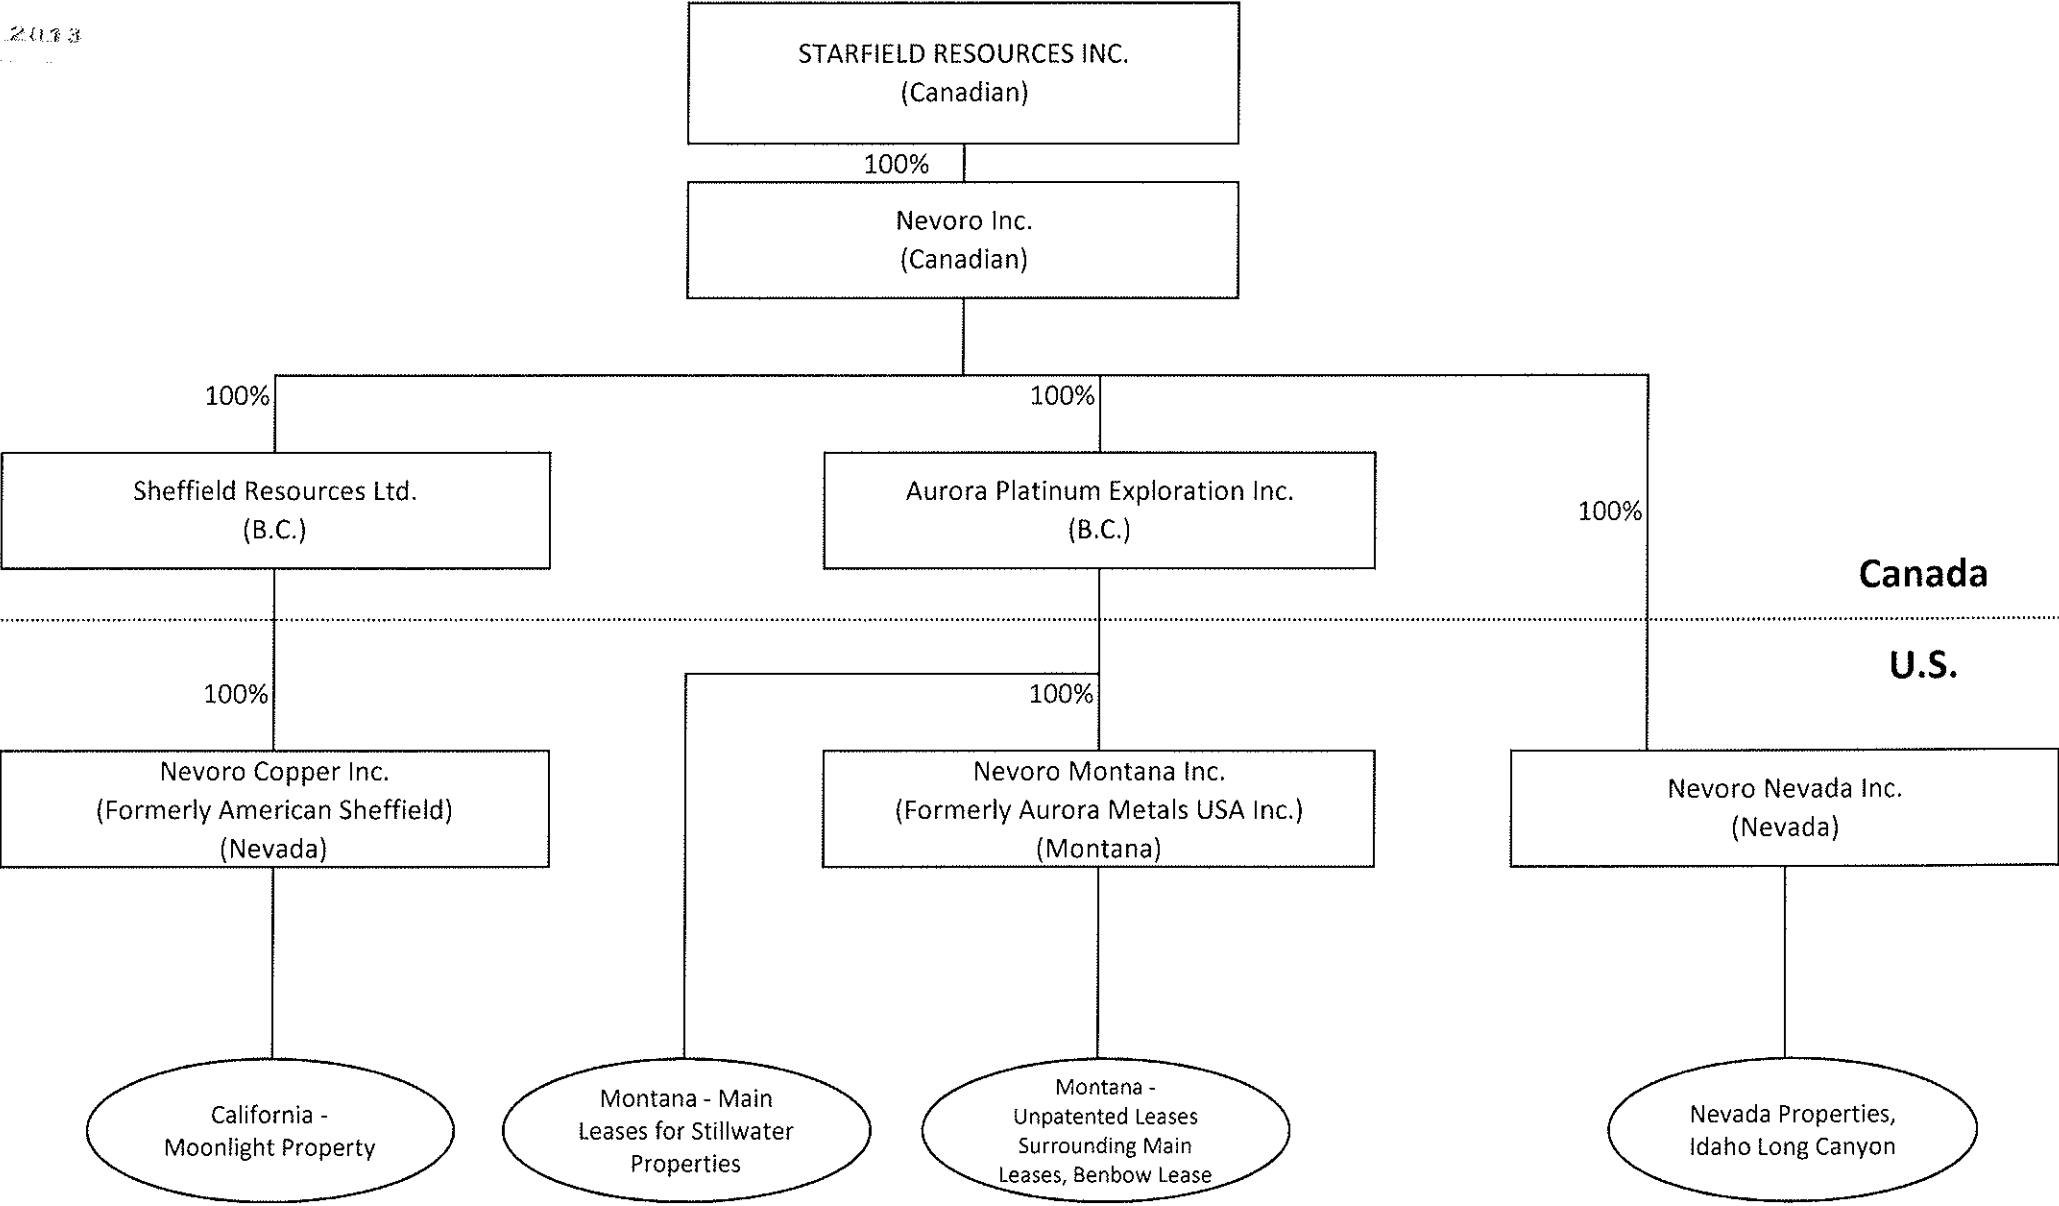 2013
STARFIELD RESOURCES INC.
(Canadian)
100%
Nevoro Inc.
(Canadian)
100%
100%
Sheffield Resources Ltd.
(B.C.)
Aurora Platinum Exploration Inc.
(B.C.)
100%
Canada
U.S.
100%
100%
Nevoro Copper Inc.
(Formerly American Sheffield)
(Nevada)
Nevoro Montana Inc.
(Formerly Aurora Metals USA Inc.)
(Montana)
Nevoro Nevada Inc.
(Nevada)
California -
Moonlight Property
Montana - Main
Leases for Stillwater
Properties
Montana -
Unpatented Leases
Surrounding Main
Leases, Benbow Lease
Nevada Properties,
Idaho Long Canyon